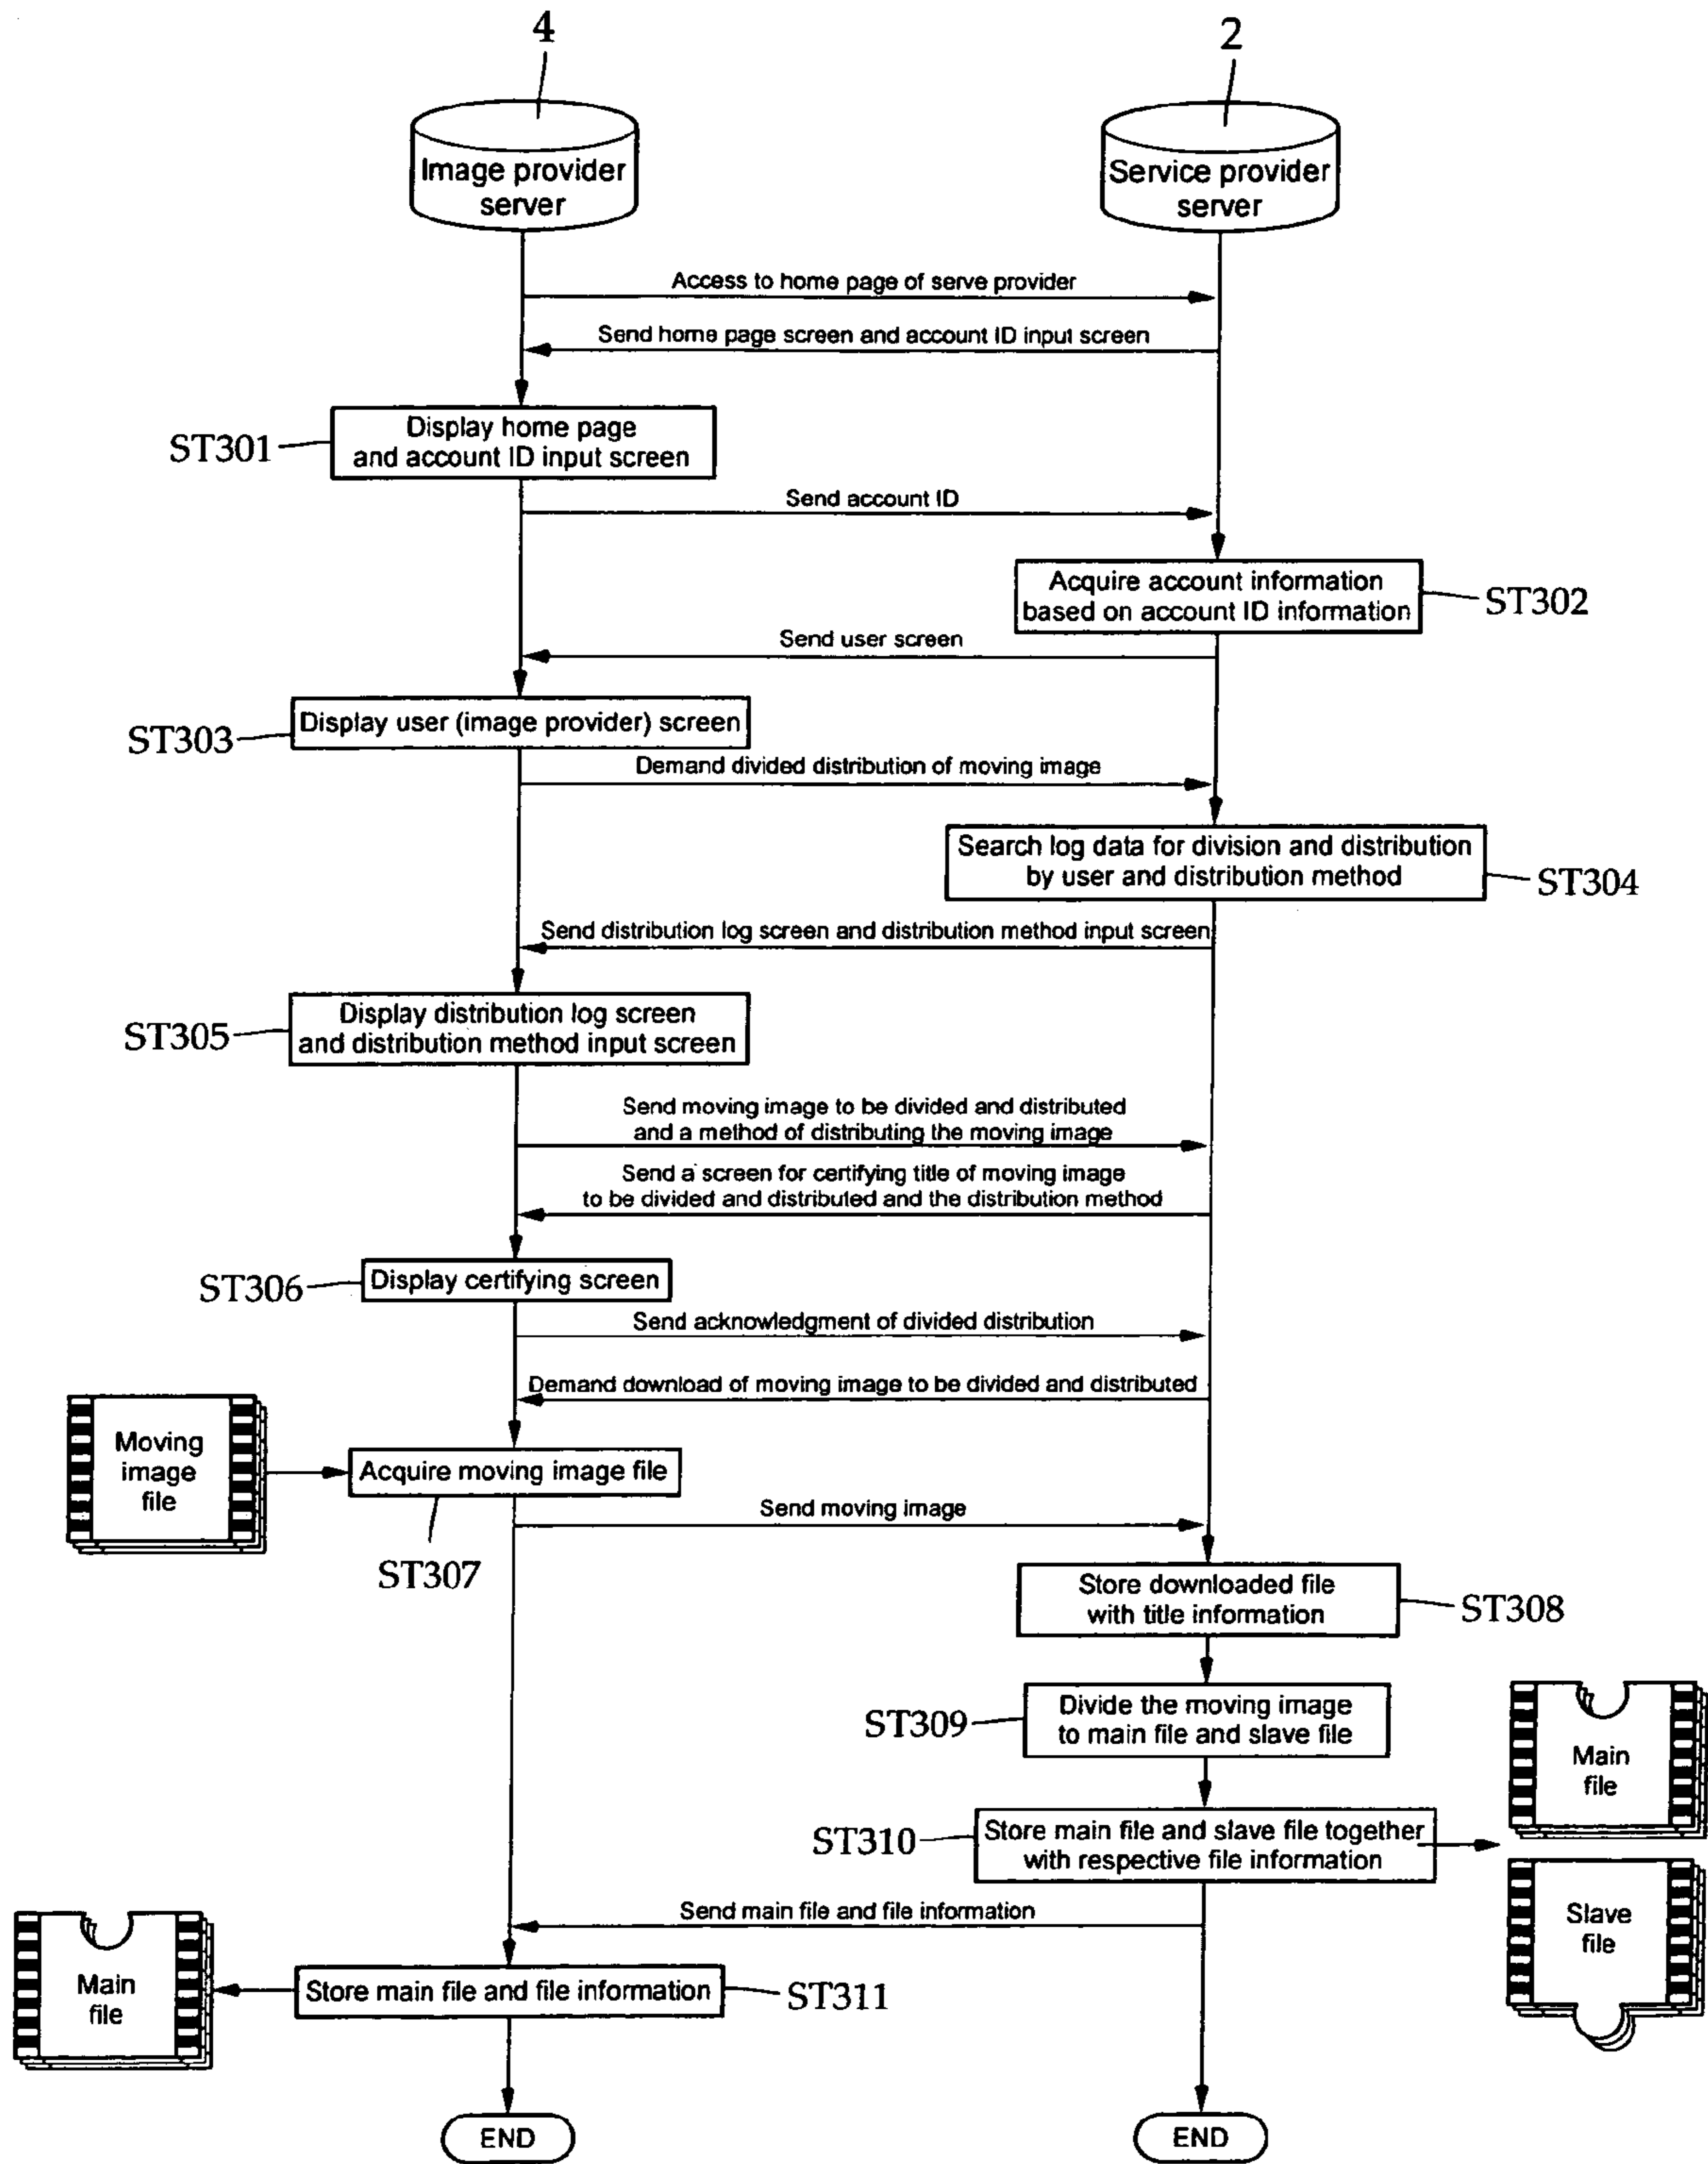 4
2
Image provider
server
Service provider
server
Access to home page of serve provider
Send home page screen and account ID input screen
ST301
Display home page
and account ID input screen
Send account ID
Acquire account information
based on account ID information
ST302
Send user screen
ST303
Display user (image provider) screen
Demand divided distribution of moving image
Search log data for division and distribution
by user and distribution method
ST304
Send distribution log screen and distribution method input screen
ST305
Display distribution log screen
and distribution method input screen
Send moving image to be divided and distributed
and a method of distributing the moving image
Send a screen for certifying title of moving image
to be divided and distributed and the distribution method
ST306
Display certifying screen
Send acknowledgment of divided distribution
Demand download of moving image to be divided and distributed
Moving
image
file
Acquire moving image file
ST307
Send moving image
Store downloaded file
with title information
ST308
ST309
Divide the moving image
to main file and slave file
Main
file
ST310
Store main file and slave file together
with respective file information
Slave
file
Send main file and file information
Main
file
Store main file and file information
ST311
END
END